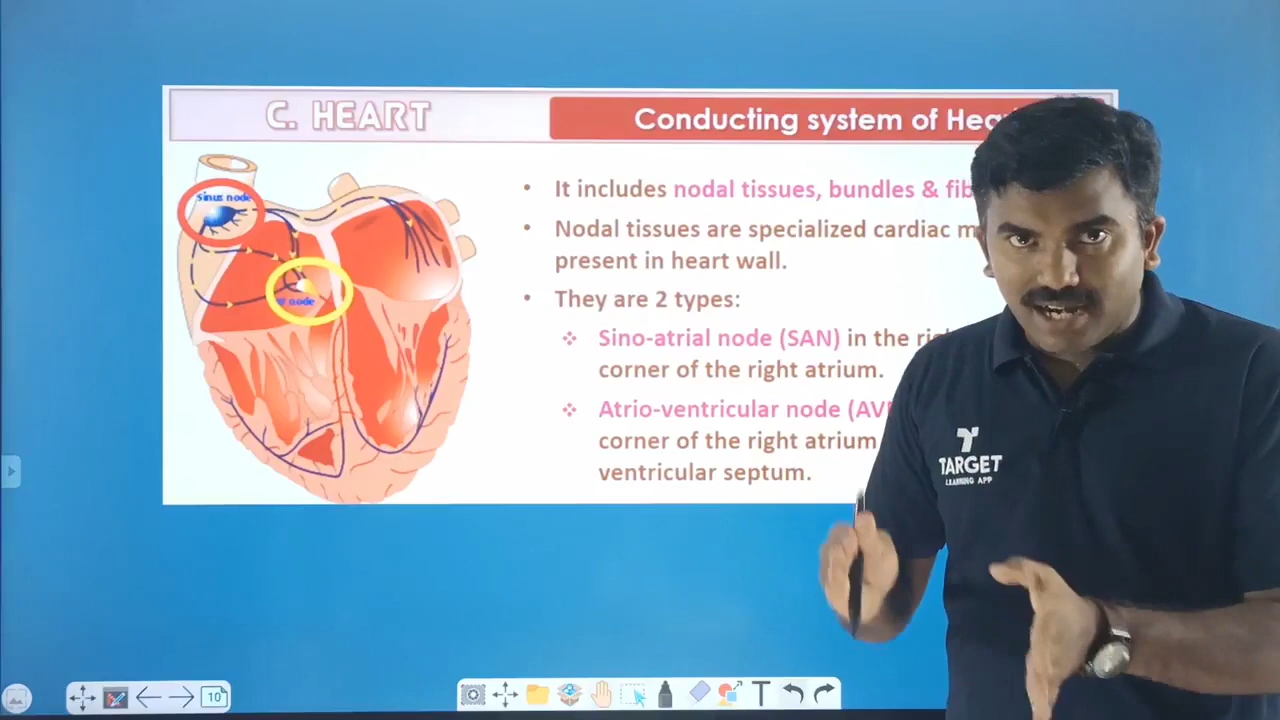 C. HEART
Conducting system of Hea
Sinus node
node
• It includes nodal tissues, bundles & fib
• Nodal tissues are specialized cardiac m
present in heart wall.
• They are 2 types:
❖ Sino-atrial node (SAN) in the rig
corner of the right atrium.
❖ Atrio-ventricular node (AV
corner of the right atrium
ventricular septum.
TARGET
LEARNING APP
10
T